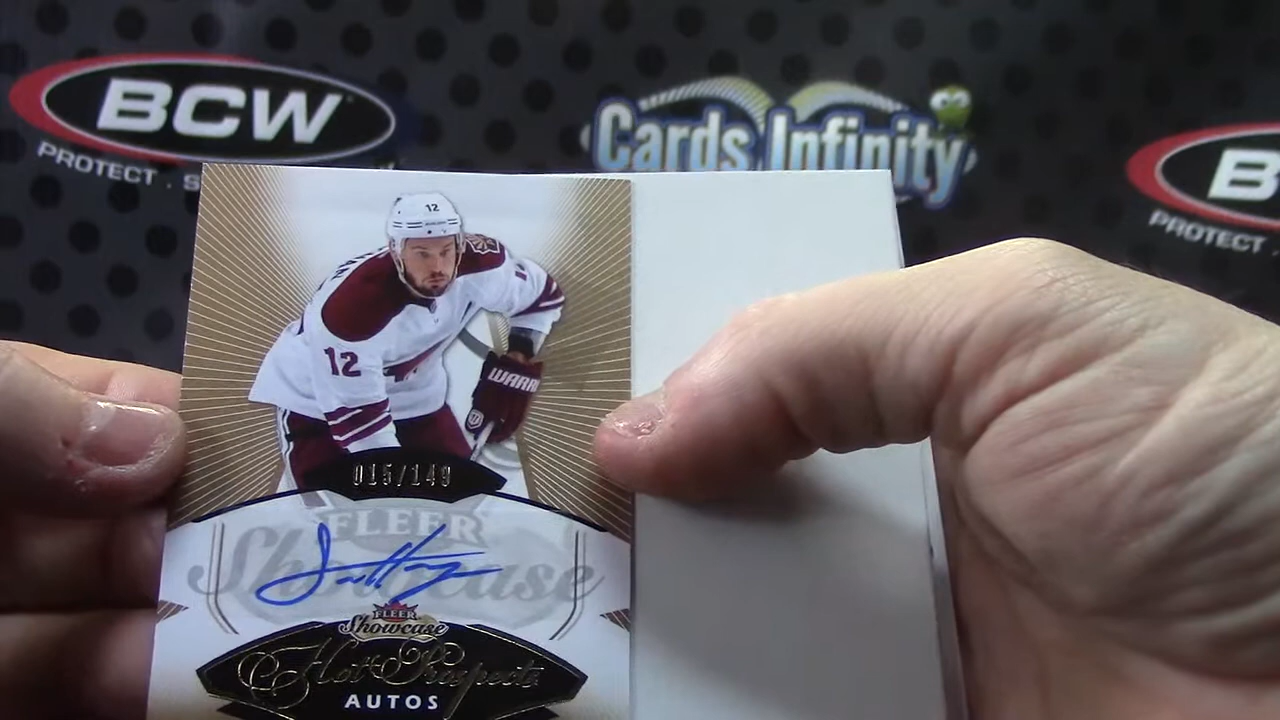 BCW
PROTECT . S
Cards Infinity
B
PROTECT
12
12
WARR
015/149
FLEER
Showcase
FLEER
Showcase
Hot Prospects
AUTOS